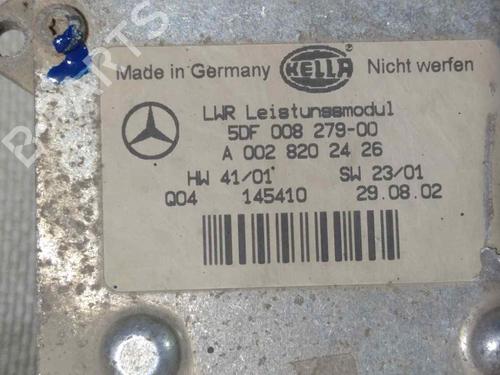 Made in Germany HELLA Nicht werfen
LWR Leistungsmodul
5DF 008 279-00
A 002 820 24 26
HW 41/01 SW 23/01
Q04 145410 29.08.02
B-PARTS